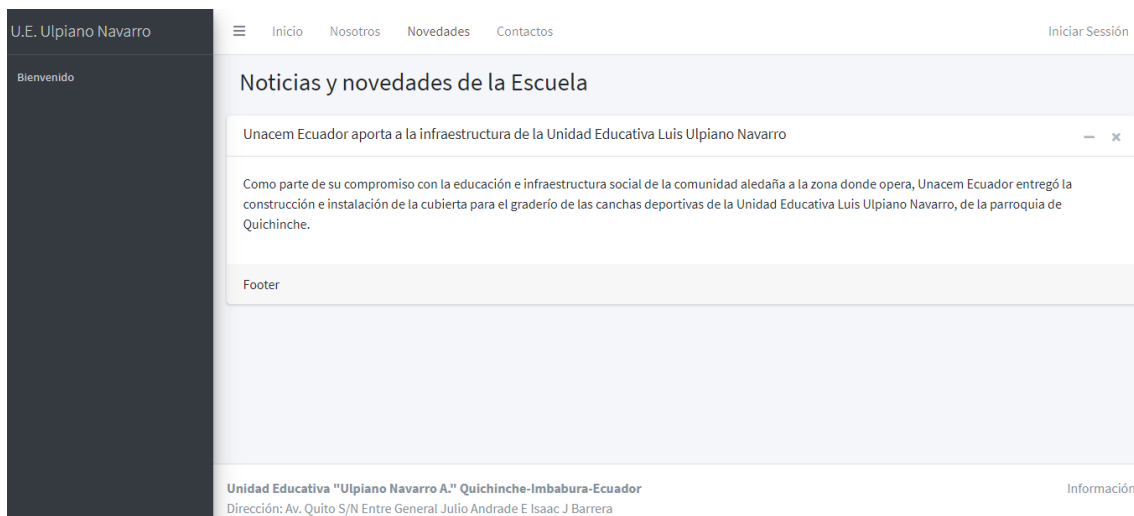 U.E. Ulpiano Navarro
Inicio Nosotros Novedades Contactos Iniciar Sesión
Bienvenido
Noticias y novedades de la Escuela
Unacem Ecuador aporta a la infraestructura de la Unidad Educativa Luis Ulpiano Navarro
Como parte de su compromiso con la educación e infraestructura social de la comunidad aledaña a la zona donde opera, Unacem Ecuador entregó la
construcción e instalación de la cubierta para el graderío de las canchas deportivas de la Unidad Educativa Luis Ulpiano Navarro, de la parroquia de
Quichinche.
Footer
Unidad Educativa "Ulpiano Navarro A." Quichinche-Imbabura-Ecuador
Información
Dirección: Av. Quito S/N Entre General Julio Andrade E Isaac J Barrera